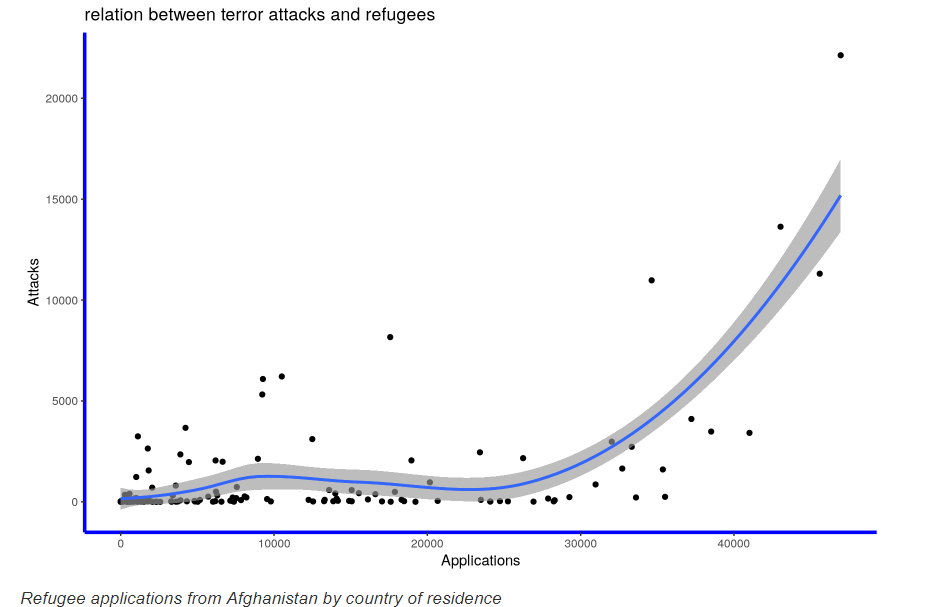 relation between terror attacks and refugees
20000
15000
10000
5000
0
Attacks
0 10000 20000 30000 40000
Applications
Refugee applications from Afghanistan by country of residence